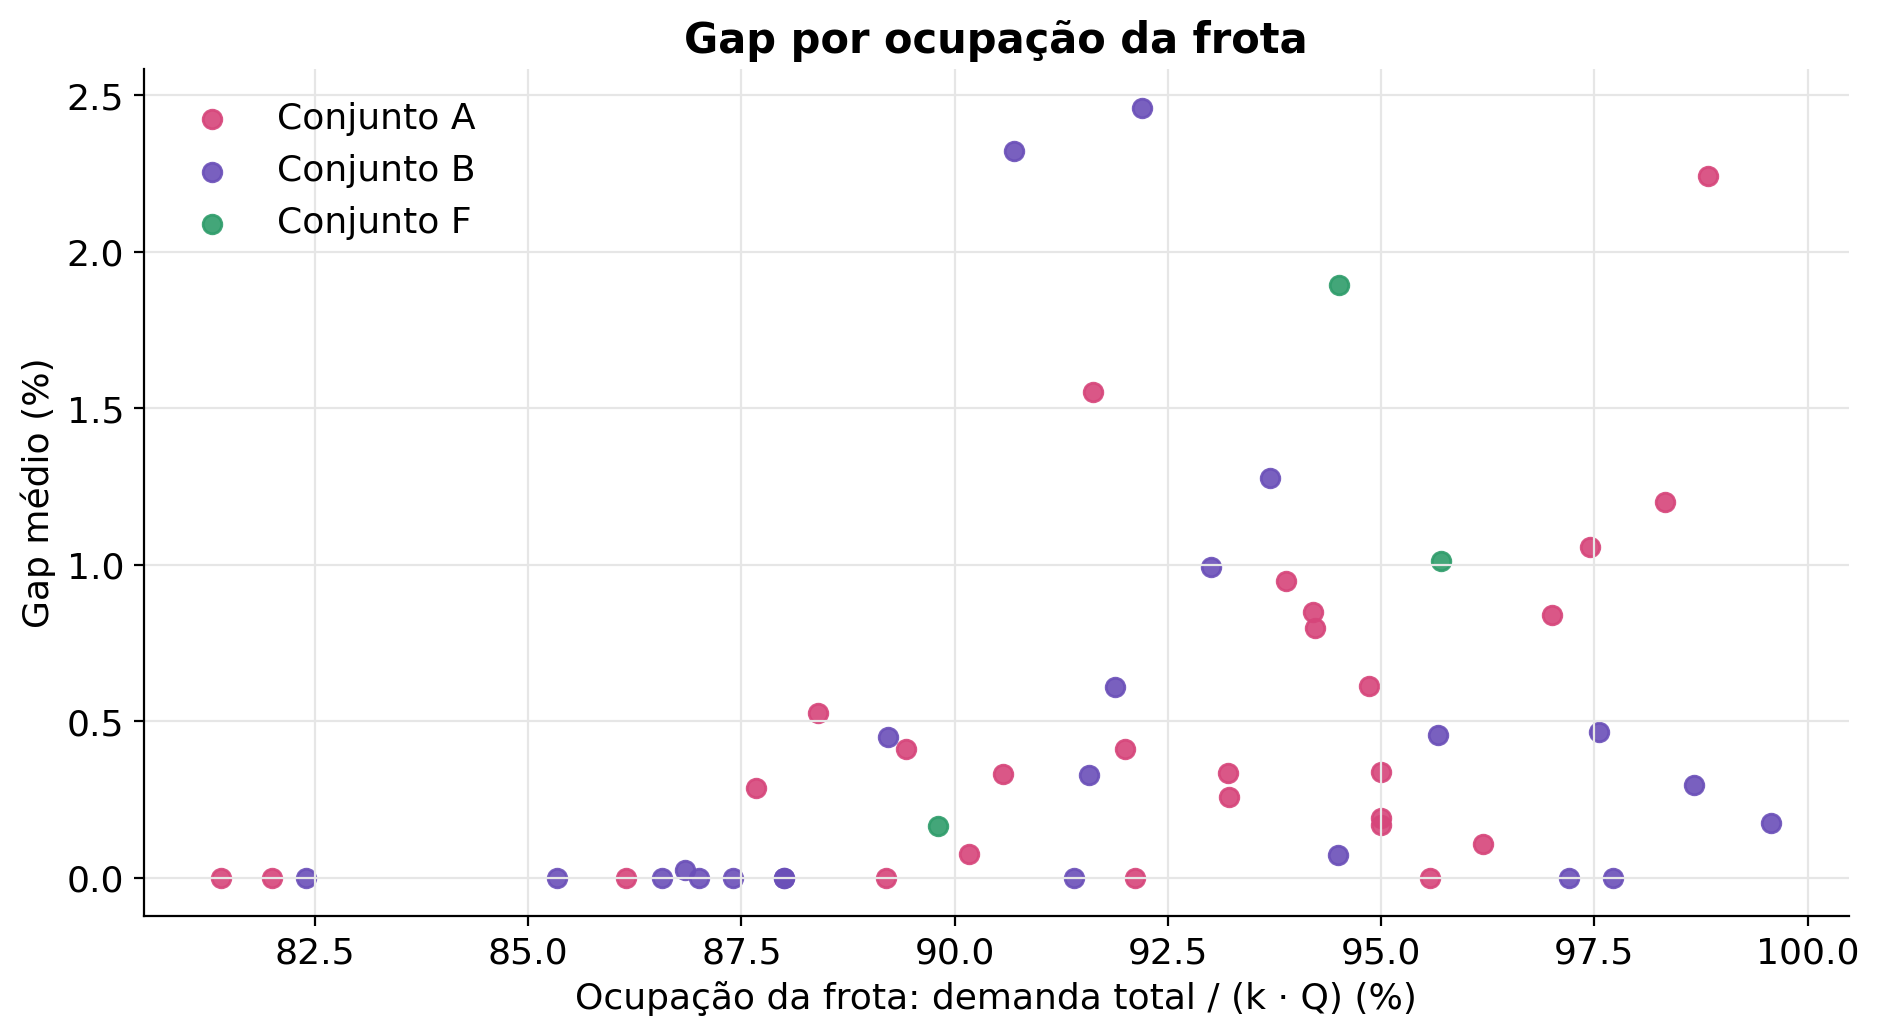 Gap por ocupação da frota
Conjunto A
Conjunto B
Conjunto F
Gap médio (%)
2.5
2.0
1.5
1.0
0.5
0.0
82.5 85.0 87.5 90.0 92.5 95.0 97.5 100.0
Ocupação da frota: demanda total / (k · Q) (%)